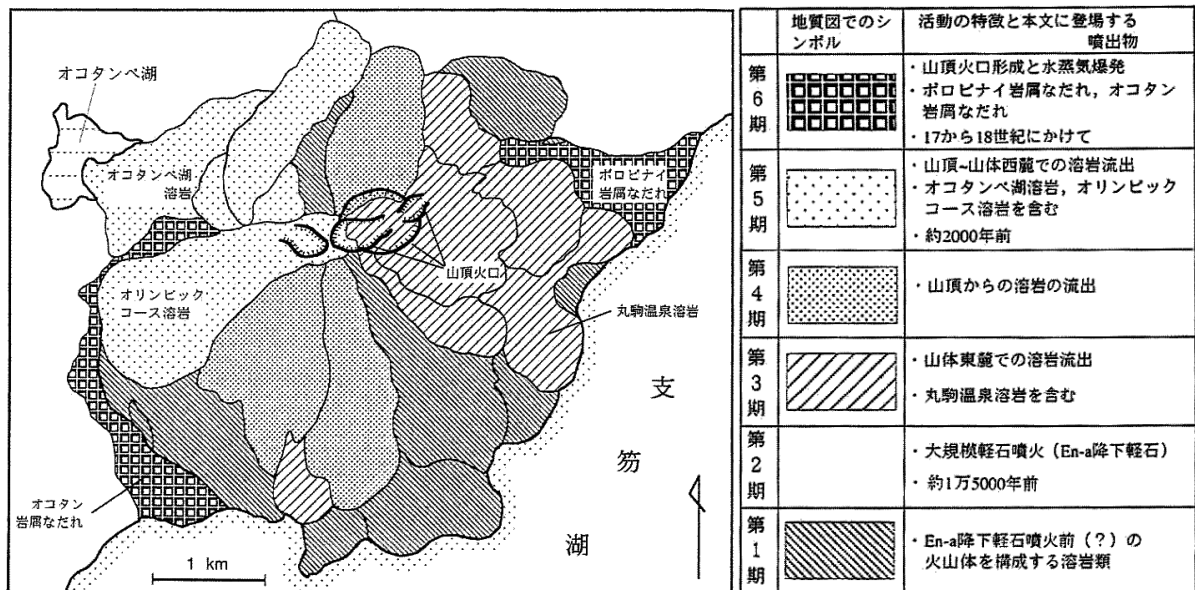 オコタンペ湖
オコタンペ湖
溶岩
ポロピナイ
岩屑なだれ
山頂火口
オリンピック
コース溶岩
丸駒温泉溶岩
支
笏
湖
オコタン
岩屑なだれ
1 km
地質図でのシ
ンボル
活動の特徴と本文に登場する
噴出物
第
6
期
・山頂火口形成と水蒸気爆発
・ポロピナイ岩屑なだれ，オコタン
岩屑なだれ
・17から18世紀にかけて
第
5
期
・山頂~山体西麓での溶岩流出
・オコタンペ湖溶岩，オリンピック
コース溶岩を含む
・約2000年前
第
4
期
・山頂からの溶岩の流出
第
3
期
・山体東麓での溶岩流出
・丸駒温泉溶岩を含む
第
2
期
・大規模軽石噴火（En-a降下軽石）
・約1万5000年前
第
1
期
・En-a降下軽石噴火前（？）の
火山体を構成する溶岩類